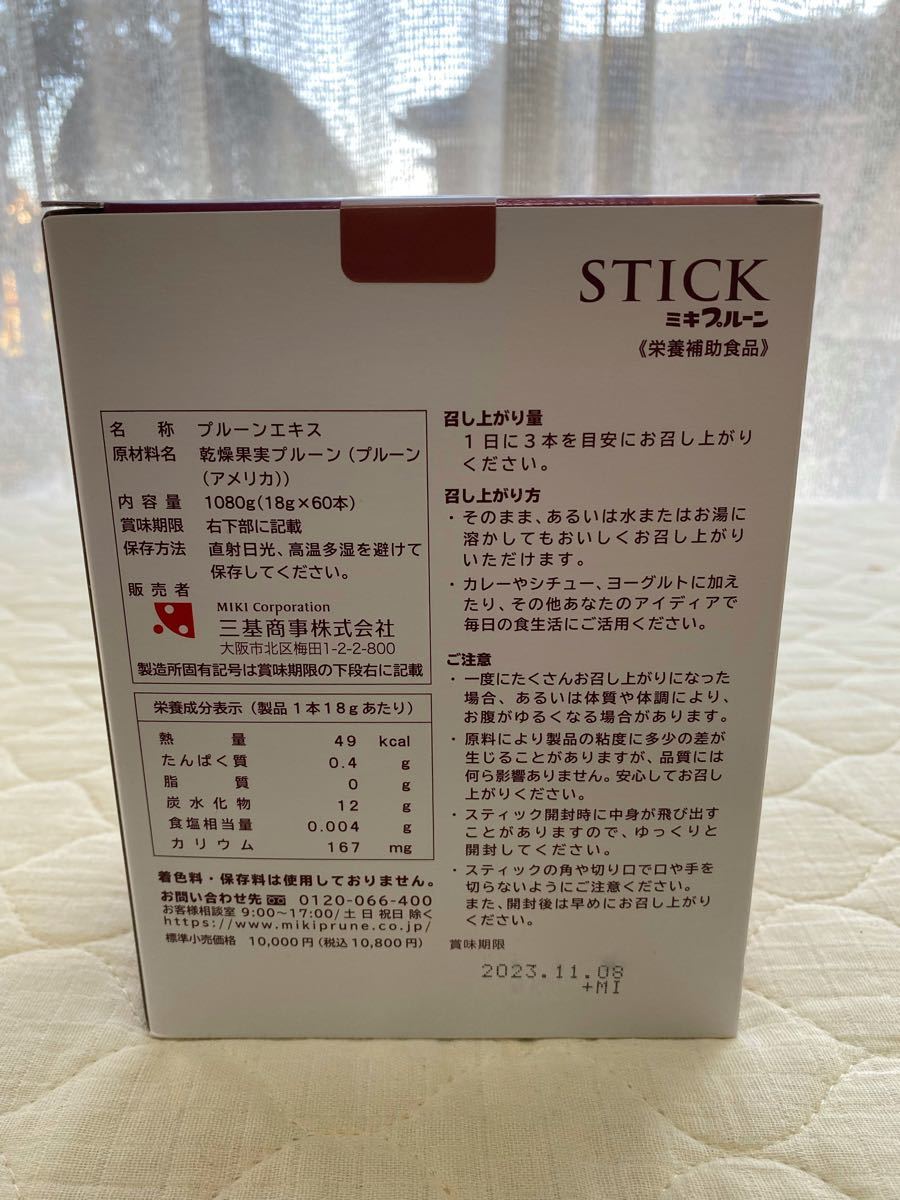 STICK
ミキプルーン
《栄養補助食品》
名称 プルーンエキス
原材料名 乾燥果実プルーン（プルーン
（アメリカ））
内容量 1080g(18g×60本)
賞味期限 右下部に記載
保存方法 直射日光、高温多湿を避けて
保存してください。
販売者
MIKI Corporation
三基商事株式会社
大阪市北区梅田1-2-2-800
製造所固有記号は賞味期限の下段右に記載
栄養成分表示（製品1本18gあたり）
熱量 49 kcal
たんぱく質 0.4 g
脂質 0 g
炭水化物 12 g
食塩相当量 0.004 g
カリウム 167 mg
着色料・保存料は使用しておりません。
お問い合わせ先 0120-066-400
お客様相談室 9:00~17:00/土 日 祝日 除く
https://www.mikiprune.co.jp/
標準小売価格 10,000円(税込10,800円)
召し上がり量
1日に3本を目安にお召し上がり
ください。
召し上がり方
・そのまま、あるいは水またはお湯に
溶かしてもおいしくお召し上がり
いただけます。
・カレーやシチュー、ヨーグルトに加え
たり、その他あなたのアイディアで
毎日の食生活にご活用ください。
ご注意
・一度にたくさんお召し上がりになった
場合、あるいは体質や体調により、
お腹がゆるくなる場合があります。
・原料により製品の粘度に多少の差が
生じることがありますが、品質には
何ら影響ありません。安心してお召し
上がりください。
・スティック開封時に中身が飛び出す
ことがありますので、ゆっくりと
開封してください。
・スティックの角や切り口で口や手を
切らないようにご注意ください。
また、開封後は早めにお召し上がり
ください。
賞味期限
2023.11.08
+MI